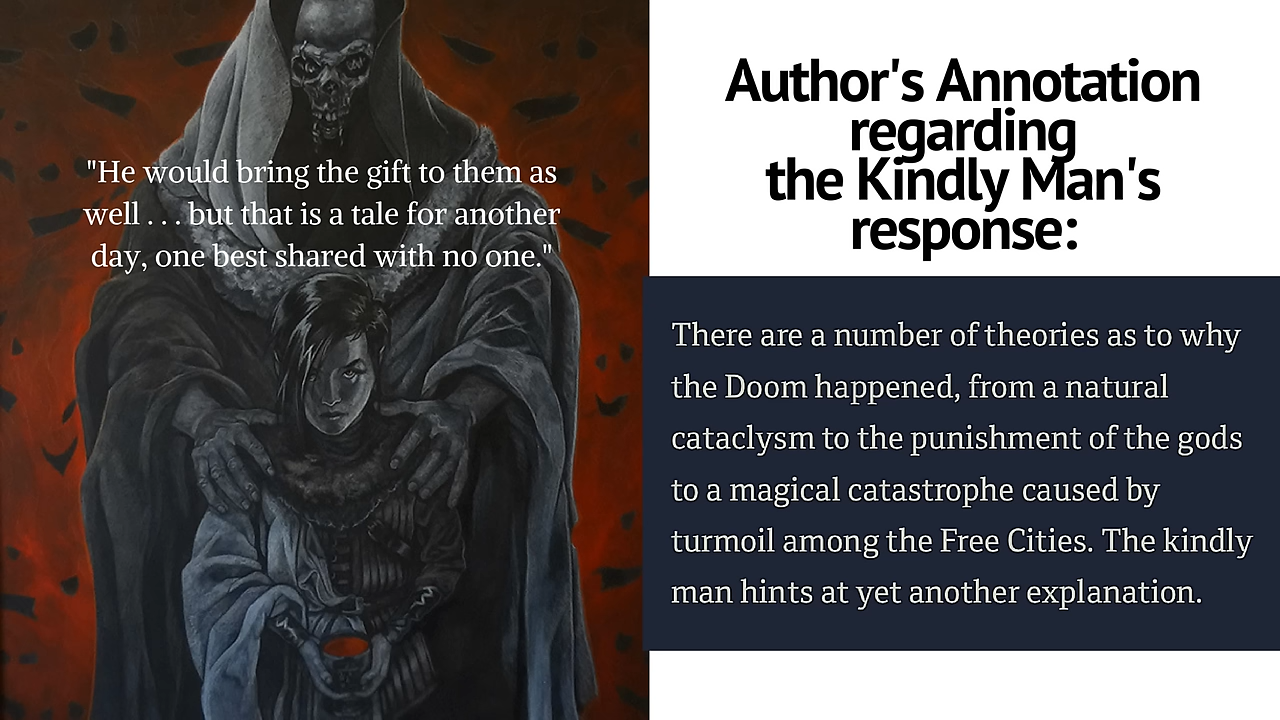 "He would bring the gift to them as
well . . . but that is a tale for another
day, one best shared with no one."
Author's Annotation
regarding
the Kindly Man's
response:
There are a number of theories as to why
the Doom happened, from a natural
cataclysm to the punishment of the gods
to a magical catastrophe caused by
turmoil among the Free Cities. The kindly
man hints at yet another explanation.